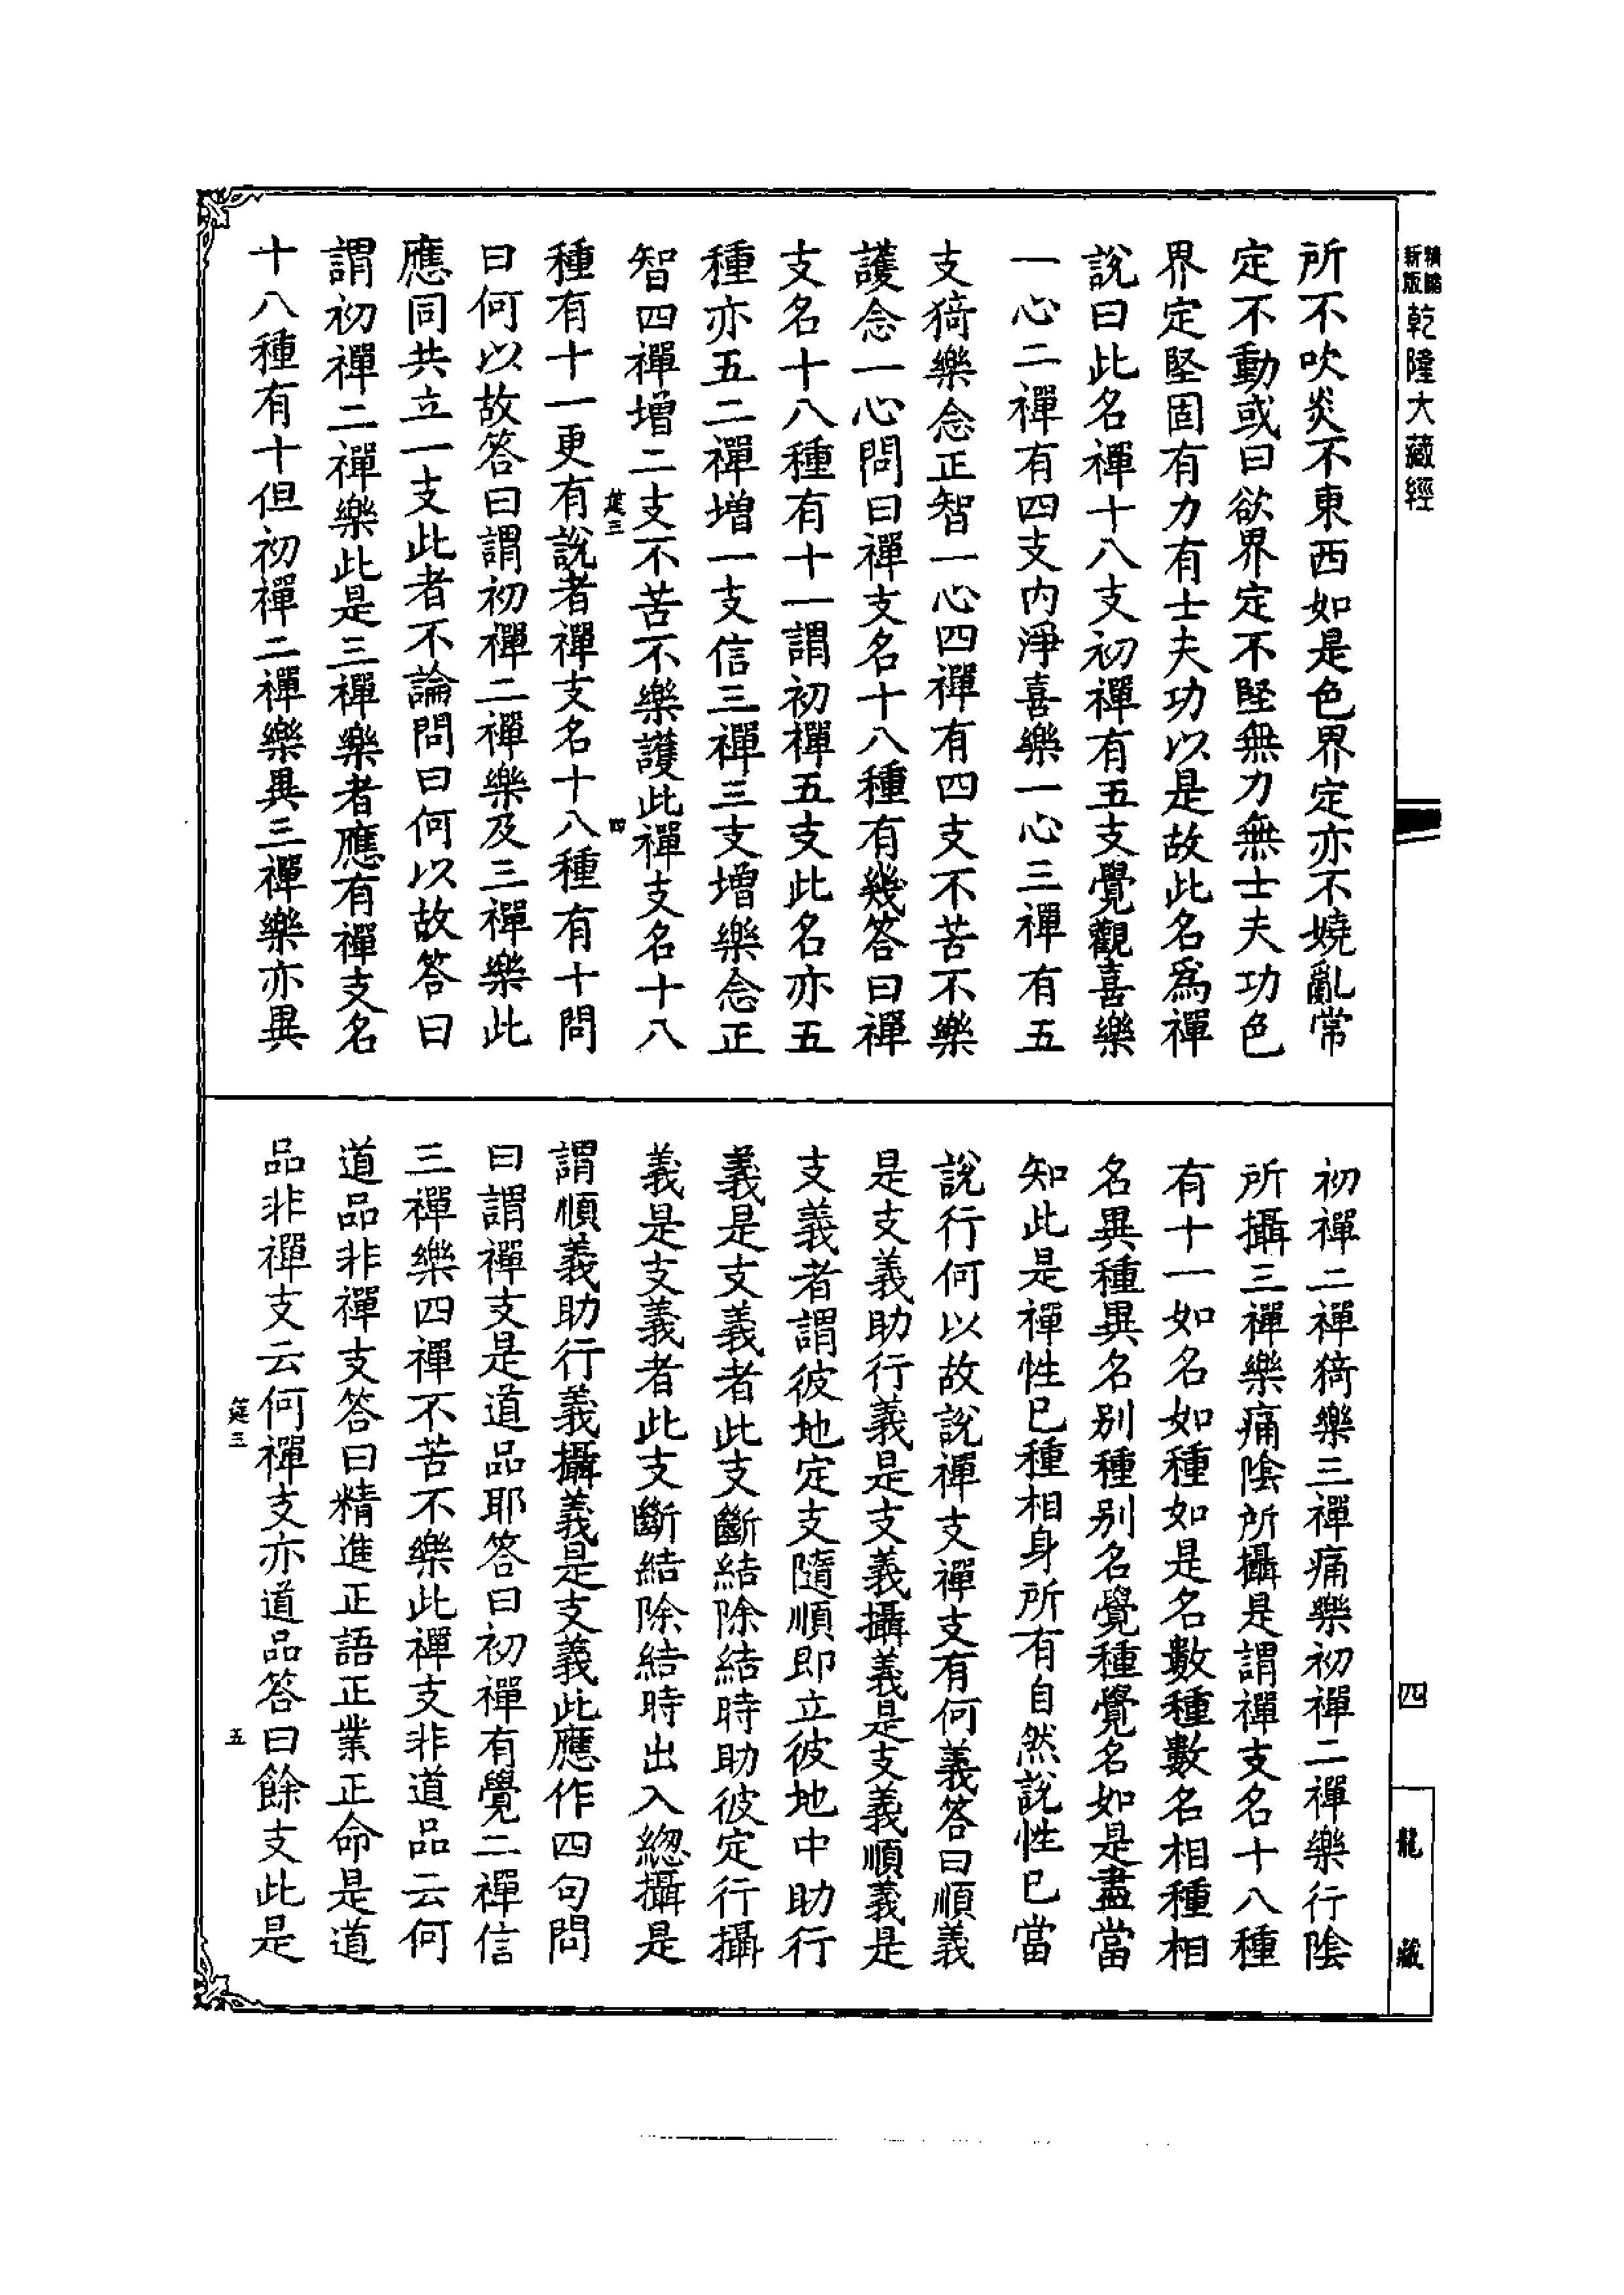 精縮
新版
乾隆大藏經
所不吹炎不東西如是色界定亦不嬈亂常
定不動或曰欲界定不堅無力無士夫功色
界定堅固有力有士夫功以是故此名爲禪
說曰此名禪十八支初禪有五支覺觀喜樂
一心二禪有四支內淨喜樂一心三禪有五
支猗樂念正智一心四禪有四支不苦不樂
護念一心問曰禪支名十八種有幾答曰禪
支名十八種有十一謂初禪五支此名亦五
種亦五二禪增一支信三禪三支增樂念正
智四禪增二支不苦不樂護此禪支名十八
筵三
四
種有十一更有說者禪支名十八種有十問
曰何以故答曰謂初禪二禪樂及三禪樂此
應同共立一支此者不論問曰何以故答曰
謂初禪二禪樂此是三禪樂者應有禪支名
十八種有十但初禪二禪樂異三禪樂亦異
初禪二禪猗樂三禪痛樂初禪二禪樂行陰
所攝三禪樂痛陰所攝是謂禪支名十八種
有十一如名如種如是名數種數名相種相
名異種異名別種別名覺種覺名如是盡當
知此是禪性已種相身所有自然說性已當
說行何以故說禪支禪支有何義答曰順義
是支義助行義是支義攝義是支義順義是
支義者謂彼地定支隨順即立彼地中助行
義是支義者此支斷結除結時助彼定行攝
義是支義者此支斷結除結時出入總攝是
謂順義助行義攝義是支義此應作四句問
曰謂禪支是道品耶答曰初禪有覺二禪信
三禪樂四禪不苦不樂此禪支非道品云何
道品非禪支答曰精進正語正業正命是道
品非禪支云何禪支亦道品答曰餘支此是
筵三
五
四
龍藏